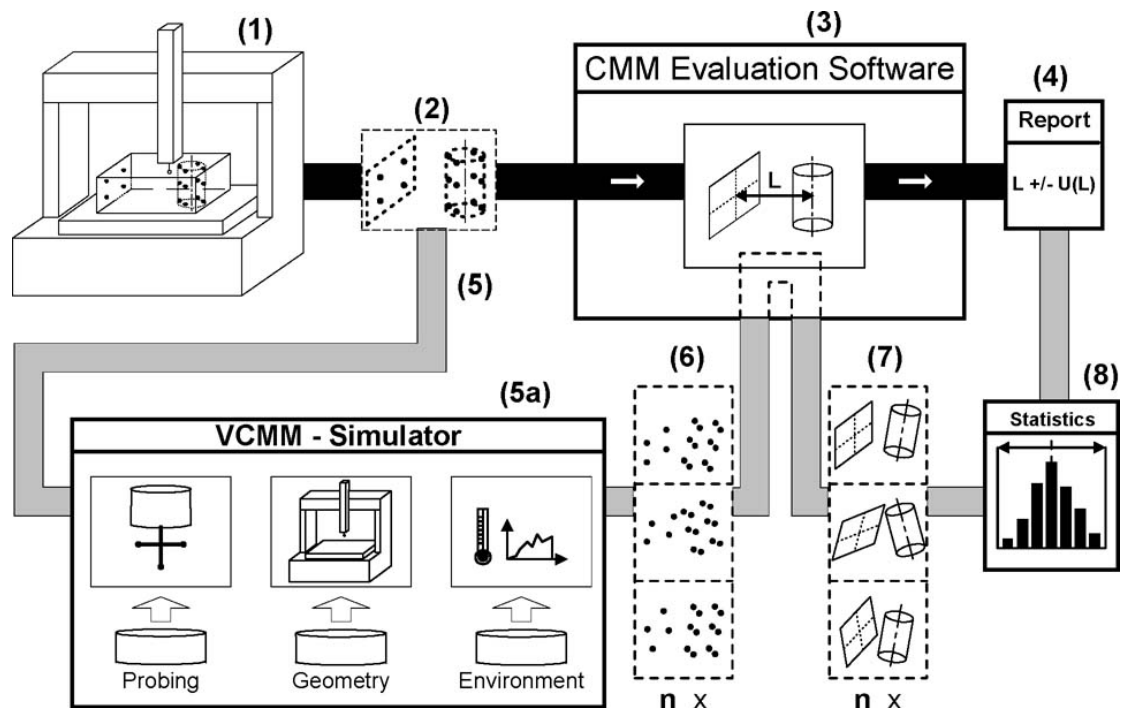 (1)
(2)
(3)
CMM Evaluation Software
L
(4)
Report
L +/- U(L)
(5)
(5a)
VCMM - Simulator
Probing
Geometry
Environment
(6)
n x
(7)
n x
(8)
Statistics